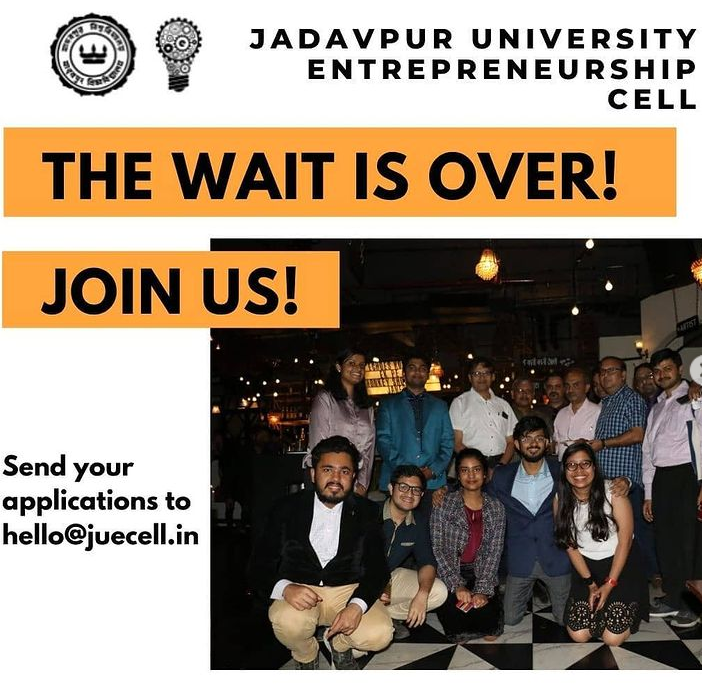 JADAVPUR UNIVERSITY
ENTREPRENEURSHIP
CELL
THE WAIT IS OVER!
JOIN US!
Send your
applications to
hello@juecell.in